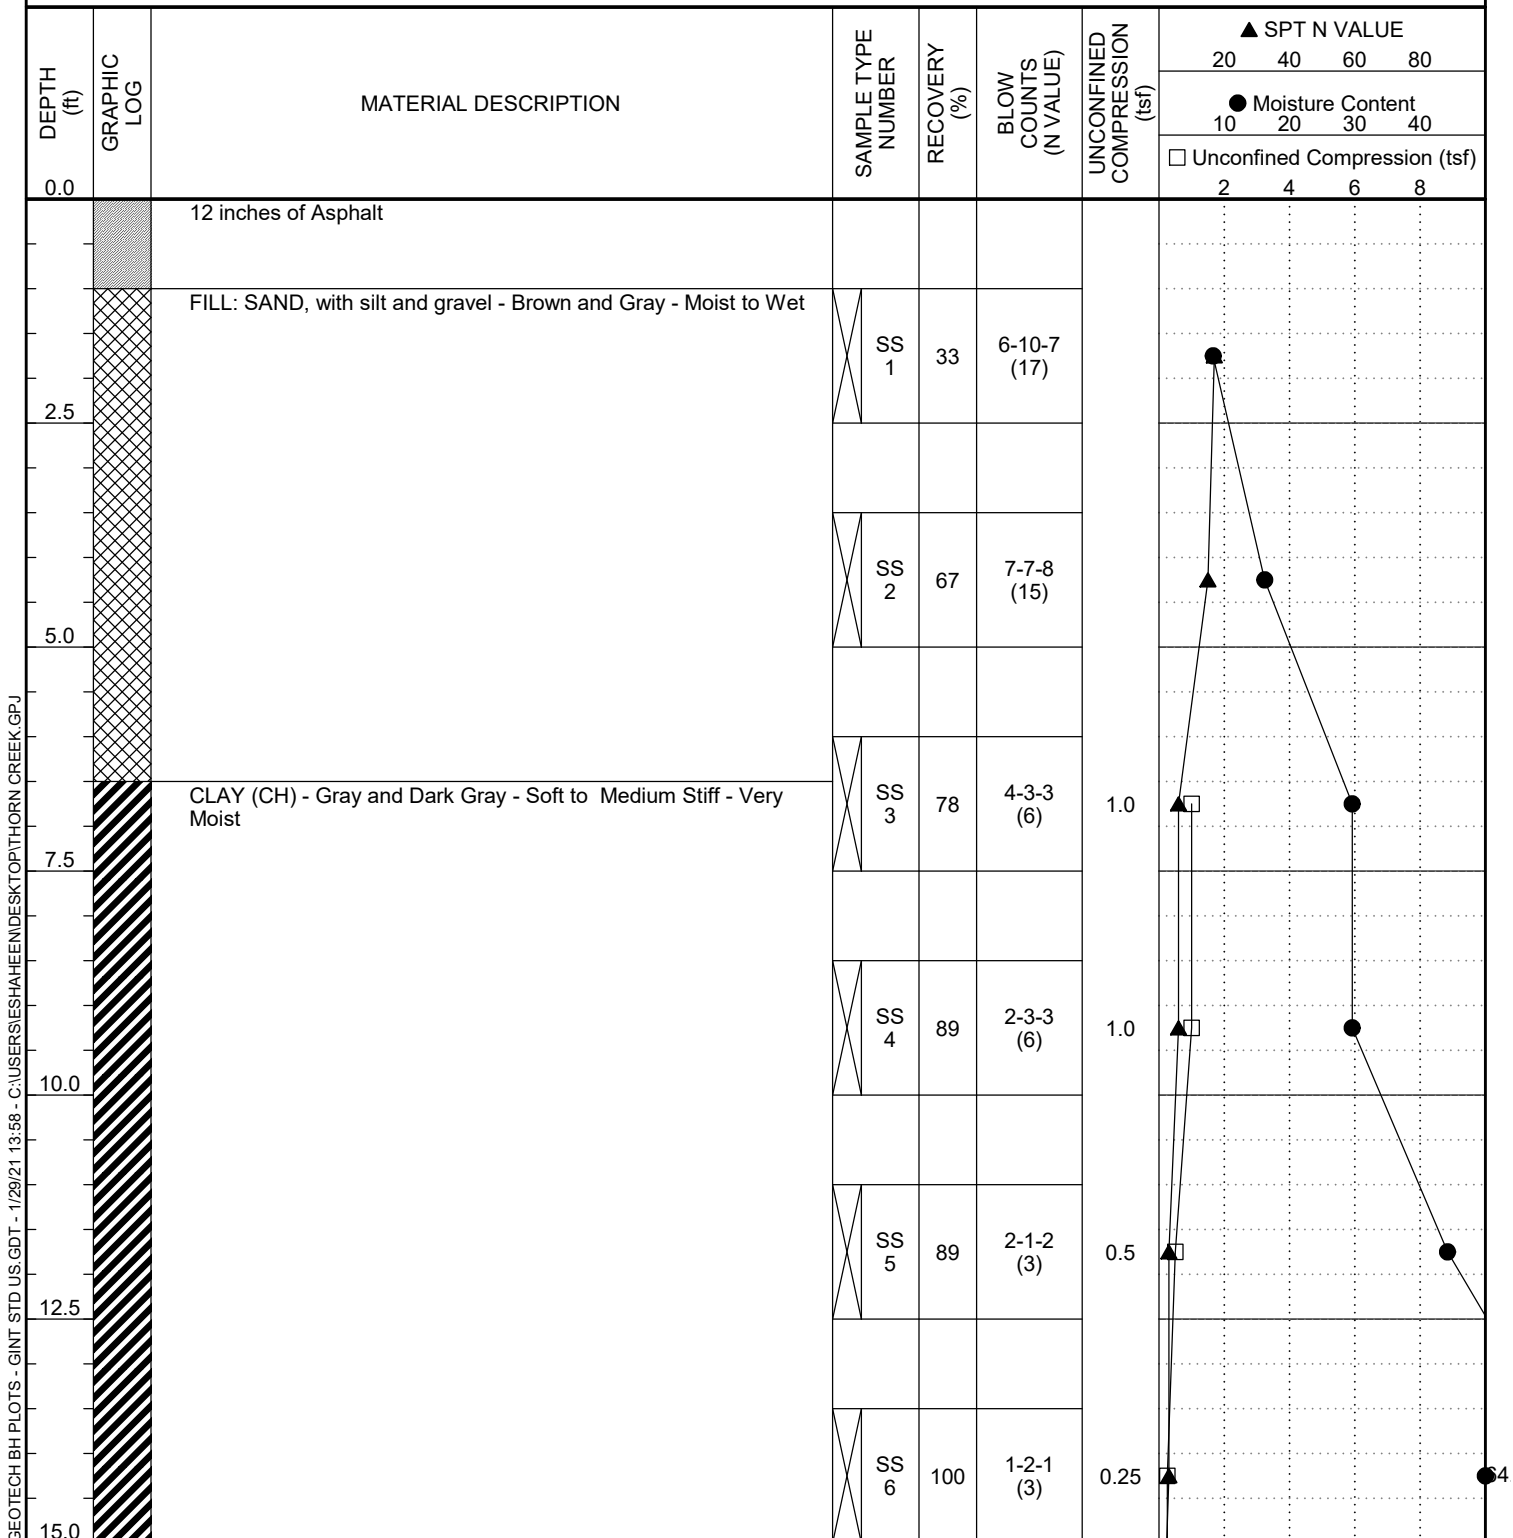 DEPTH
(ft)
GRAPHIC
LOG
MATERIAL DESCRIPTION
SAMPLE TYPE
NUMBER
RECOVERY
(%)
BLOW
COUNTS
(N VALUE)
UNCONFINED
COMPRESSION
(tsf)
▲ SPT N VALUE
20 40 60 80
● Moisture Content
10 20 30 40
□ Unconfined Compression (tsf)
2 4 6 8
0.0
12 inches of Asphalt
FILL: SAND, with silt and gravel - Brown and Gray - Moist to Wet
SS
1
33
6-10-7
(17)
2.5
SS
2
67
7-7-8
(15)
5.0
CLAY (CH) - Gray and Dark Gray - Soft to Medium Stiff - Very
Moist
SS
3
78
4-3-3
(6)
1.0
7.5
SS
4
89
2-3-3
(6)
1.0
10.0
SS
5
89
2-1-2
(3)
0.5
12.5
SS
6
100
1-2-1
(3)
0.25
64
15.0
GEOTECH BH PLOTS - GINT STD US.GDT - 1/29/21 13:58 - C:\USERS\ESHAHEEN\DESKTOP\THORN CREEK.GPJ